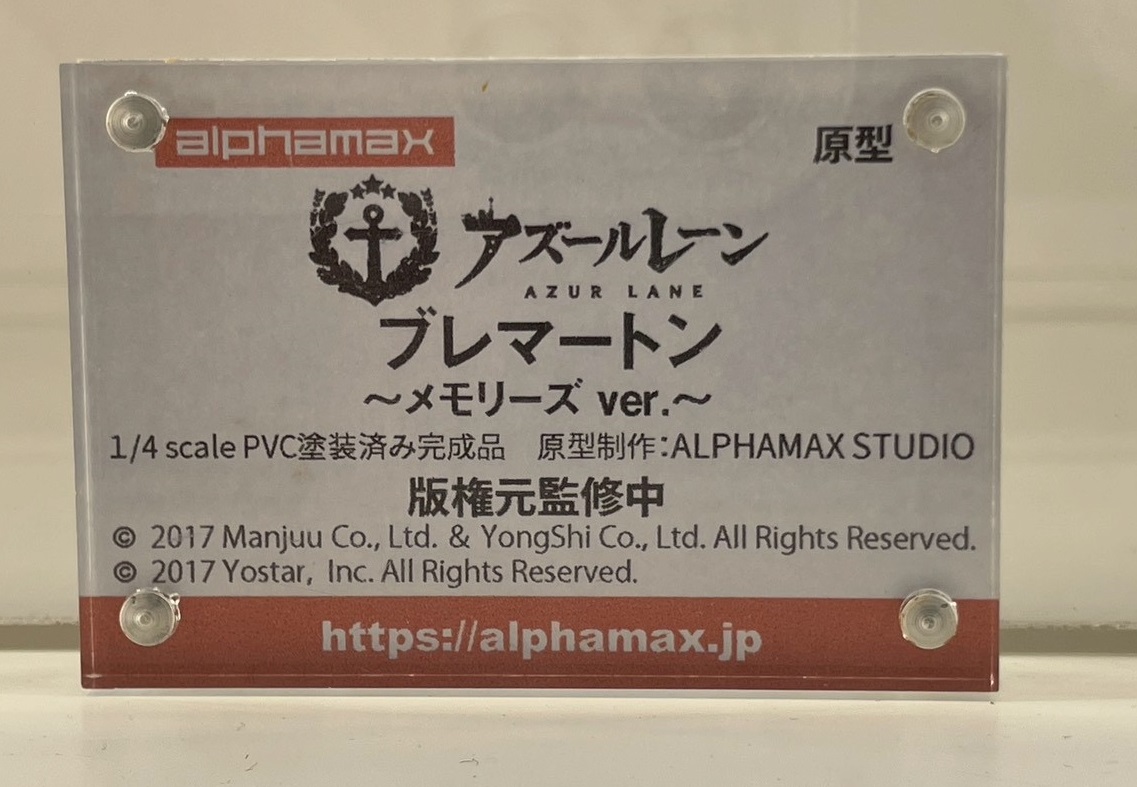 alphamax
原型
アズールレーン
AZUR LANE
ブレマートン
～メモリーズ ver.～
1/4 scale PVC塗装済み完成品　原型制作：ALPHAMAX STUDIO
版権元監修中
© 2017 Manjuu Co., Ltd. & YongShi Co., Ltd. All Rights Reserved.
© 2017 Yostar, Inc. All Rights Reserved.
https://alphamax.jp